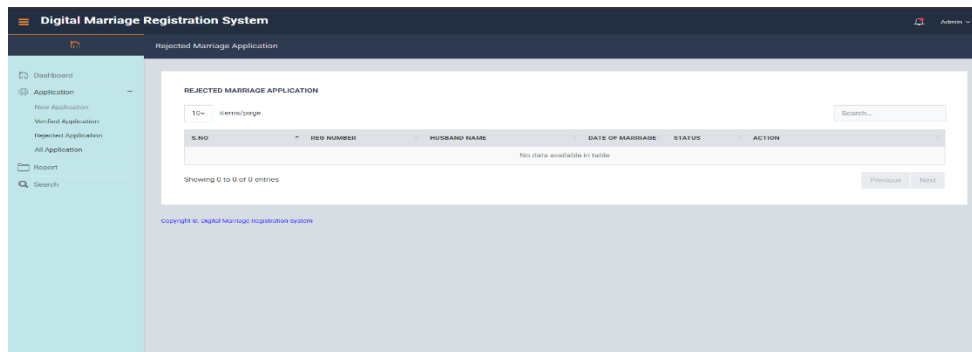 Digital Marriage Registration System
Admin
Rejected Marriage Application
Dashboard
Application
New Application
Verified Application
Rejected Application
All Application
Report
Search
REJECTED MARRIAGE APPLICATION
10 items/page
Search...
S.NO REG NUMBER HUSBAND NAME DATE OF MARRIAGE STATUS ACTION
No data available in table
Showing 0 to 0 of 0 entries
Previous Next
Copyright ©. Digital Marriage Registration System